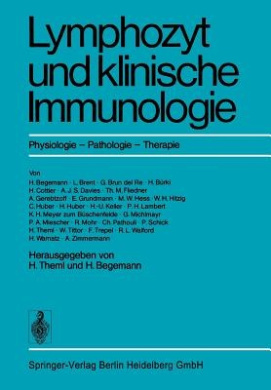 Lymphozyt
und klinische
Immunologie
Physiologie – Pathologie – Therapie
Von
H. Begemann · L. Brent · G. Brun del Re · H. Bürki
H. Cottier · A. J. S. Davies · Th. M. Fliedner
A. Gerebtzoff · E. Grundmann · M. W. Hess · W. H. Hitzig
C. Huber · H. Huber · H.-U. Keller · P. H. Lambert
K. H. Meyer zum Büschenfelde · G. Michlmayr
P. A. Miescher · R. Mohr · Ch. Pathouli · P. Schick
H. Theml · W. Tittor · F. Trepel · R. L. Walford
H. Warnatz · A. Zimmermann
Herausgegeben von
H. Theml und H. Begemann
Springer-Verlag Berlin Heidelberg GmbH